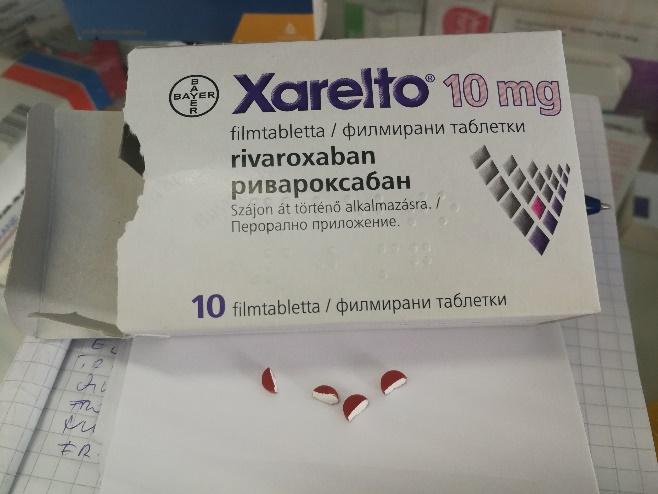 BAYER
BAYER
Xarelto® 10 mg
filmtabletta / филмирани таблетки
rivaroxaban
ривароксабан
Szájon át történő alkalmazásra. /
Перорално приложение.
10 filmtabletta / филмирани таблетки